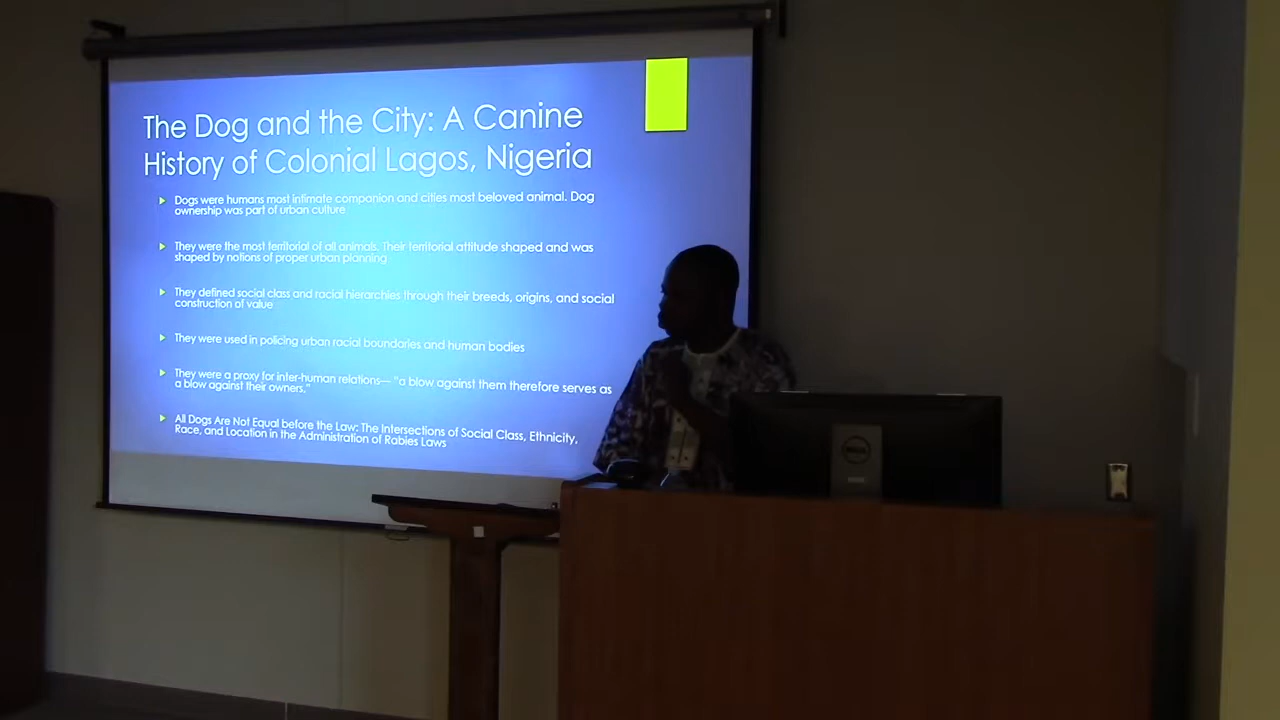 The Dog and the City: A Canine
History of Colonial Lagos, Nigeria
Dogs were humans most intimate companion and cities most beloved animal. Dog
ownership was part of urban culture
They were the most territorial of all animals. Their territorial attitude shaped and was
shaped by notions of proper urban planning
They defined social class and racial hierarchies through their breeds, origins, and social
construction of value
They were used in policing urban racial boundaries and human bodies
They were a proxy for inter-human relations— "a blow against them therefore serves as
a blow against their owners."
All Dogs Are Not Equal before the Law: The Intersections of Social Class, Ethnicity,
Race, and Location in the Administration of Rabies Laws
DELL